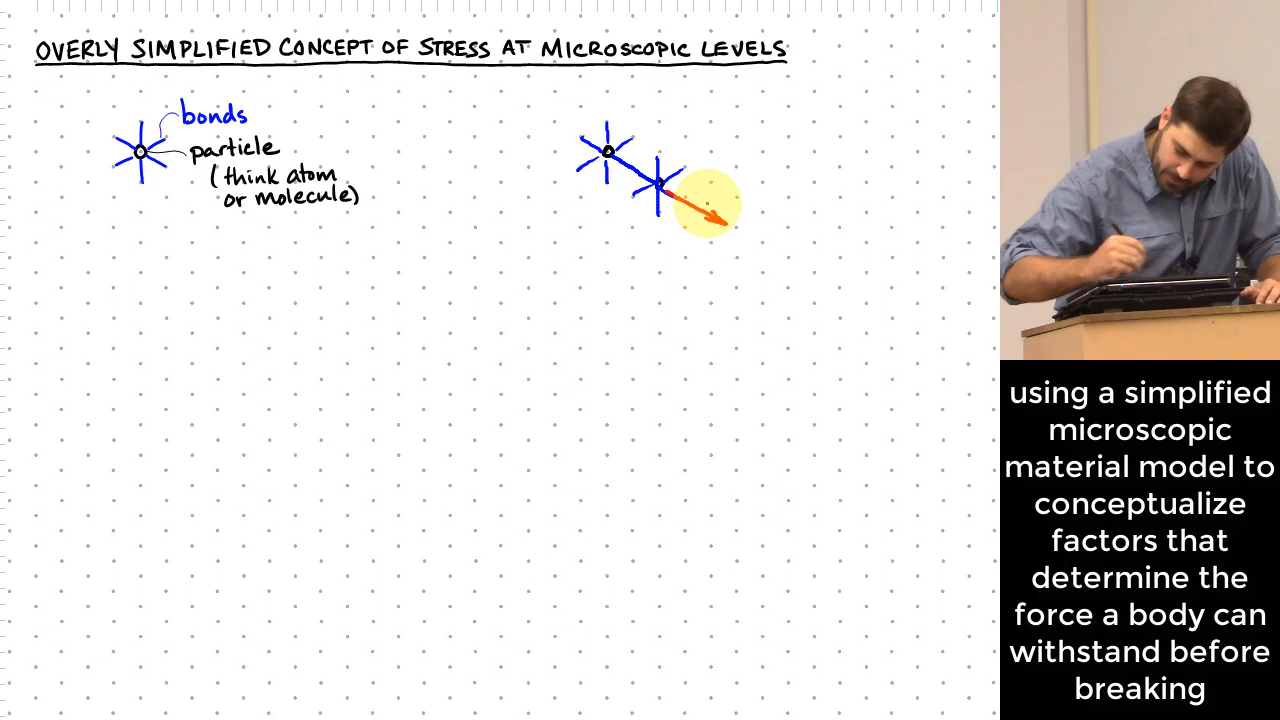 OVERLY SIMPLIFIED CONCEPT OF STRESS AT MICROSCOPIC LEVELS
bonds
particle
(think atom
or molecule)
using a simplified
microscopic
material model to
conceptualize
factors that
determine the
force a body can
withstand before
breaking